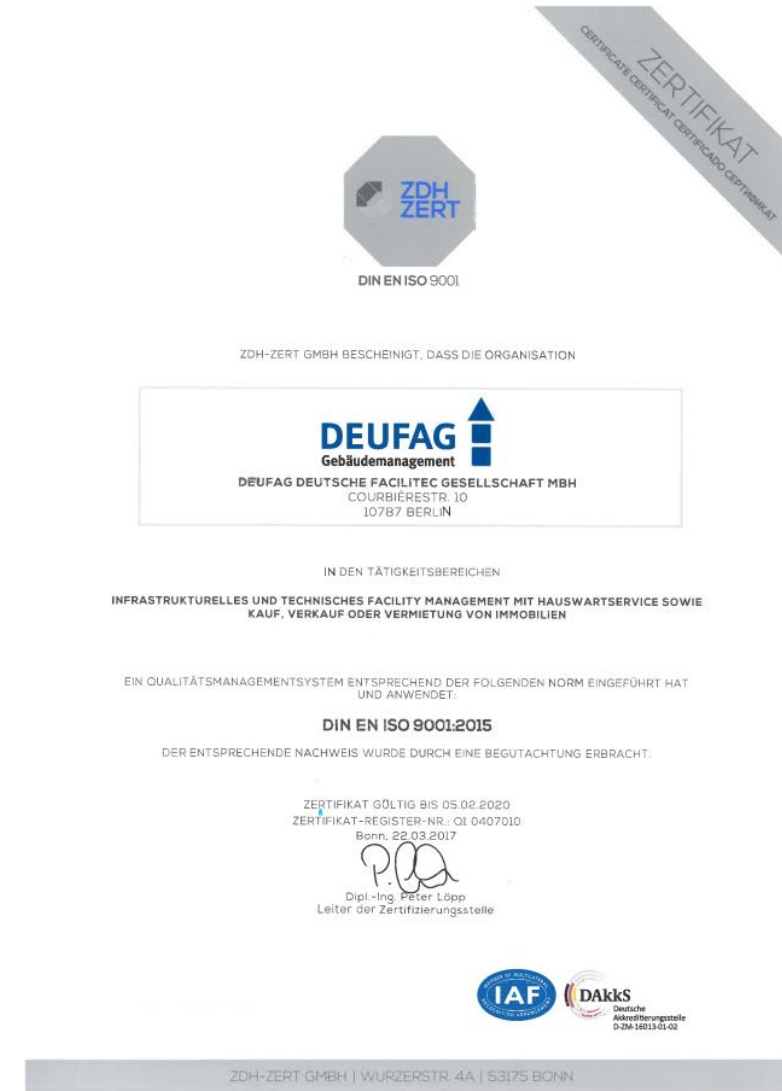 ZERTIFIKAT
CERTIFICATE CERTIFICAT CERTIFICADO СЕРТИФИКАТ
ZDH
ZERT
DIN EN ISO 9001
ZDH-ZERT GMBH BESCHEINIGT, DASS DIE ORGANISATION
DEUFAG
Gebäudemanagement
DEUFAG DEUTSCHE FACILITEC GESELLSCHAFT MBH
COURBIÈRESTR. 10
10787 BERLIN
IN DEN TÄTIGKEITSBEREICHEN
INFRASTRUKTURELLES UND TECHNISCHES FACILITY MANAGEMENT MIT HAUSWARTSERVICE SOWIE
KAUF, VERKAUF ODER VERMIETUNG VON IMMOBILIEN
EIN QUALITÄTSMANAGEMENTSYSTEM ENTSPRECHEND DER FOLGENDEN NORM EINGEFÜHRT HAT
UND ANWENDET:
DIN EN ISO 9001:2015
DER ENTSPRECHENDE NACHWEIS WURDE DURCH EINE BEGUTACHTUNG ERBRACHT.
ZERTIFIKAT GÜLTIG BIS 05.02.2020
ZERTIFIKAT-REGISTER-NR.: Q1 0407010
Bonn, 22.03.2017
Dipl.-Ing. Peter Löpp
Leiter der Zertifizierungsstelle
MEMBER OF MULTILATERAL
IAF
RECOGNITION ARRANGEMENT
DAkkS
Deutsche
Akkreditierungsstelle
D-ZM-16013-01-02
ZDH-ZERT GMBH | WURZERSTR. 4A | 53175 BONN